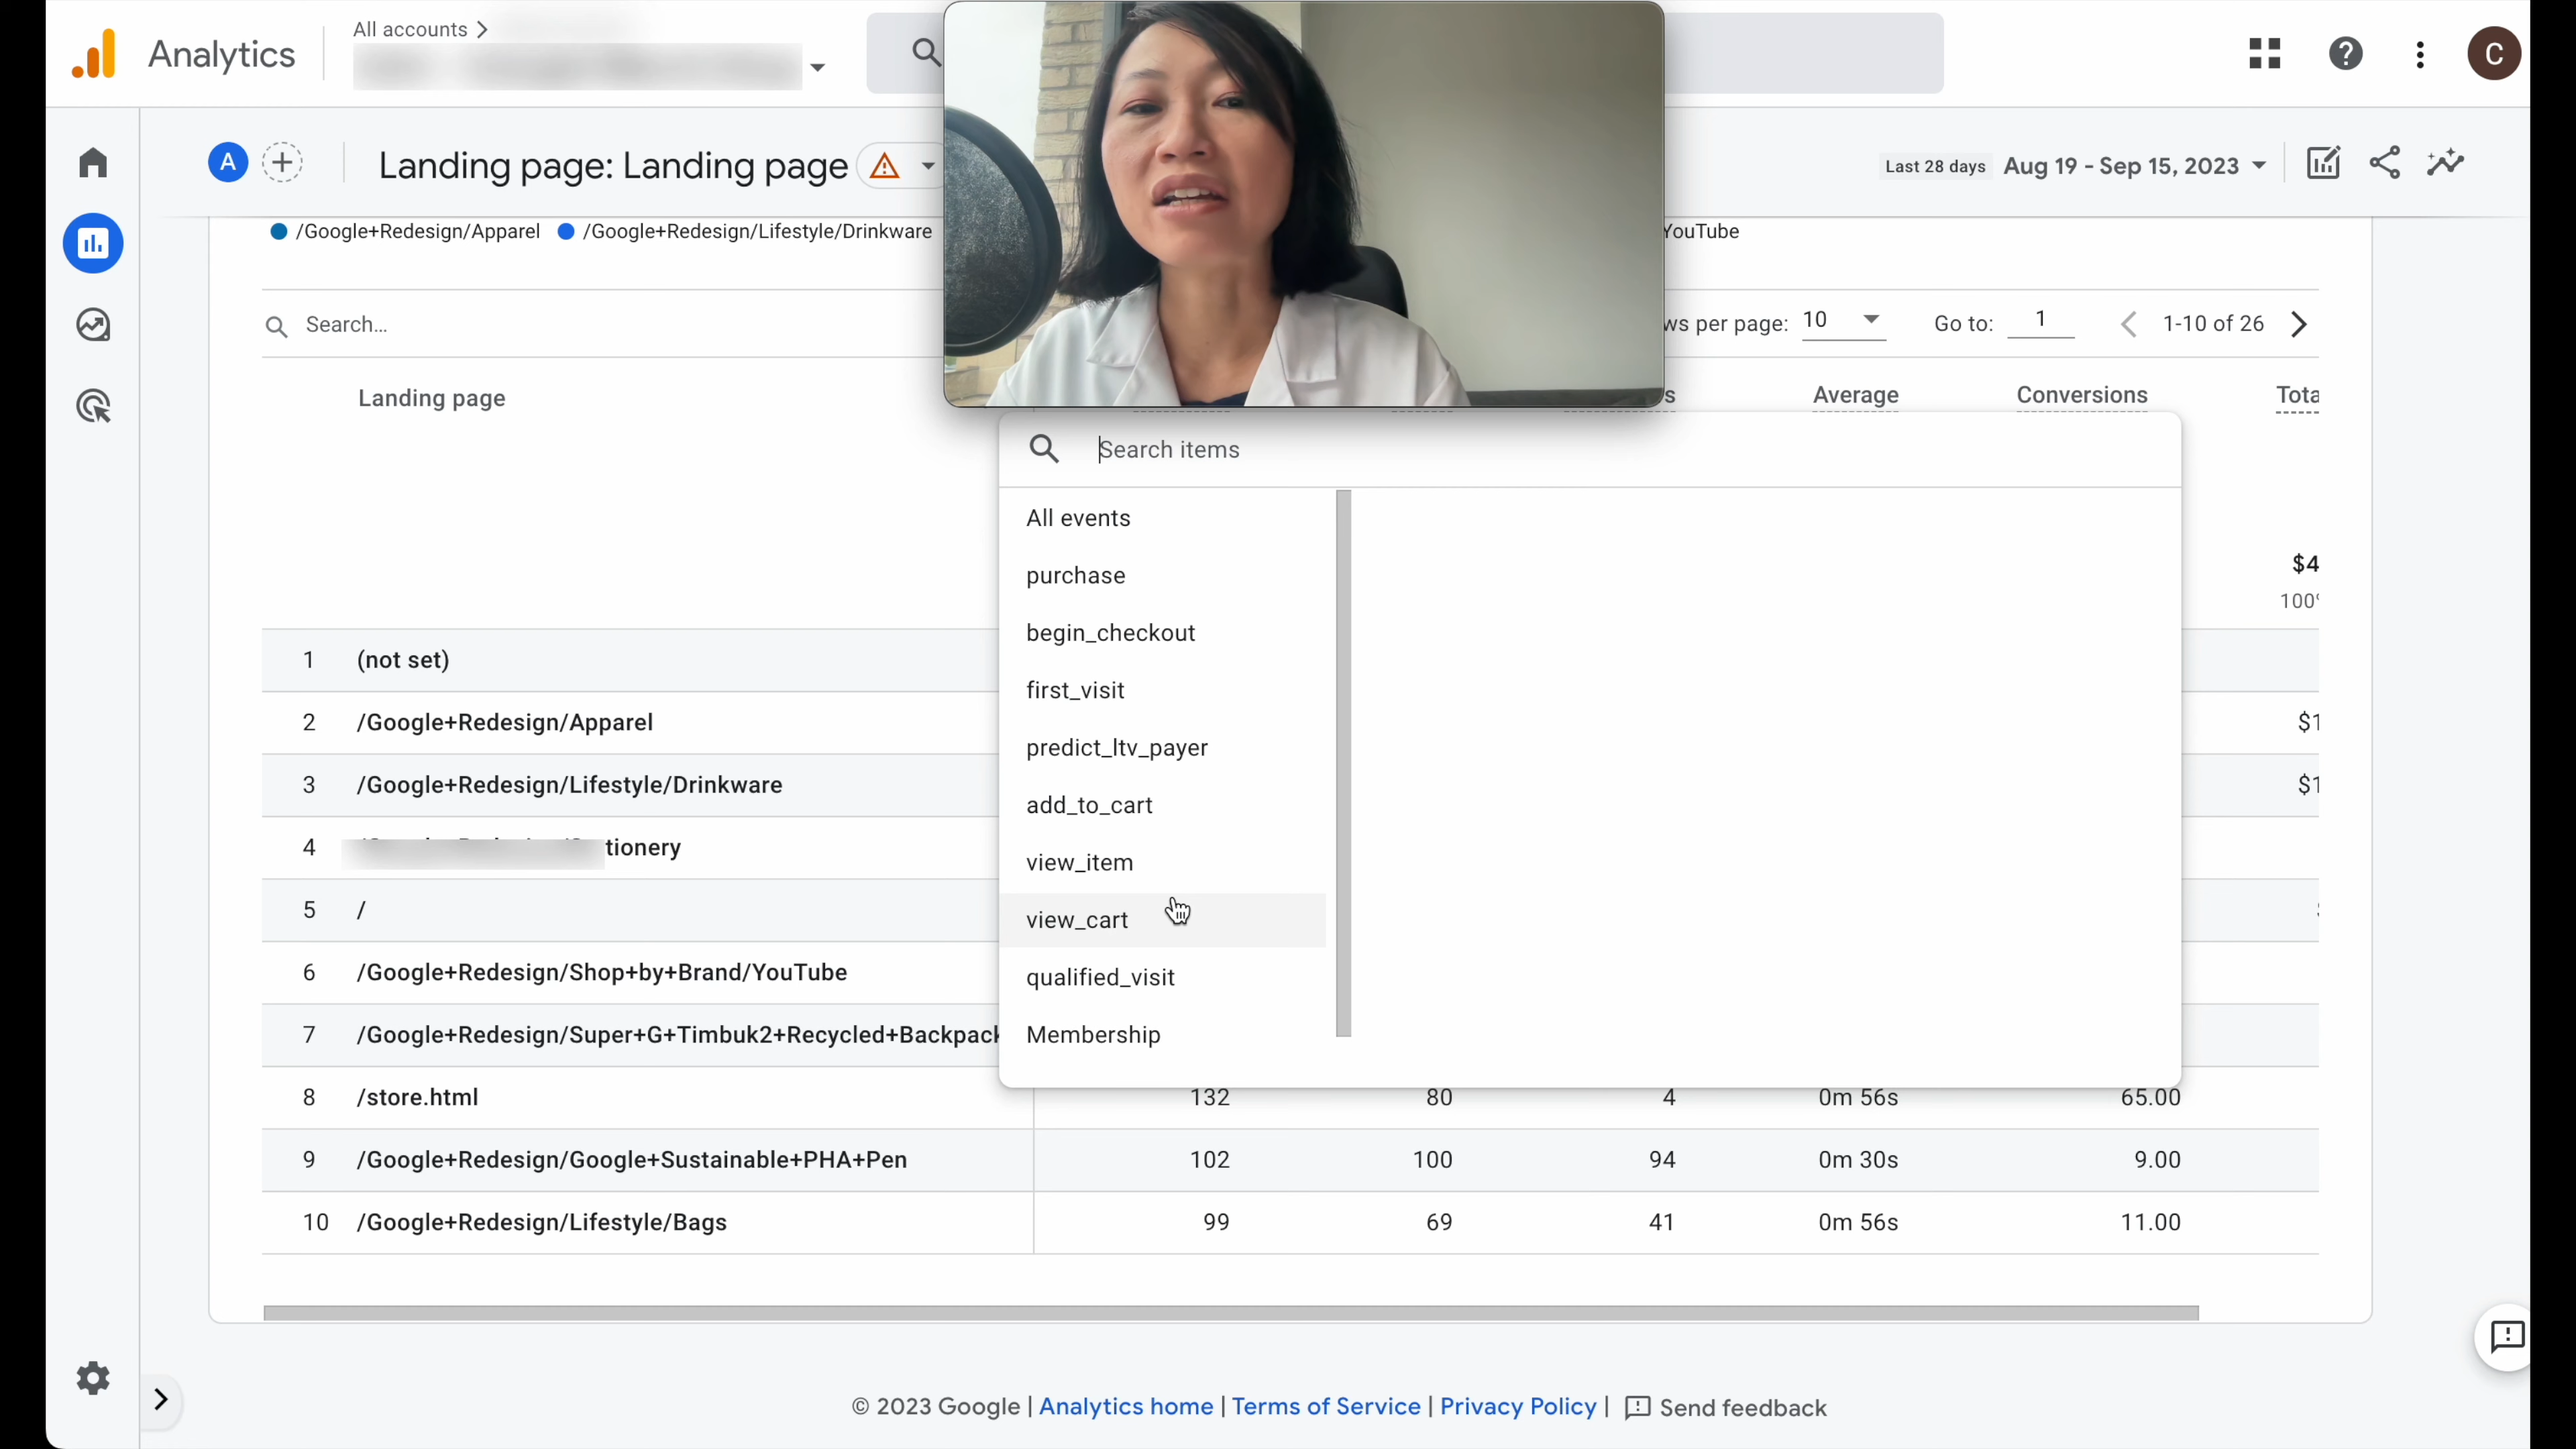 All accounts >
Analytics
C
A
Landing page: Landing page
Last 28 days Aug 19 - Sep 15, 2023
/Google+Redesign/Apparel /Google+Redesign/Lifestyle/Drinkware YouTube
Search... ws per page: 10 Go to: 1 1-10 of 26
Landing page s Average Conversions Tota
Search items
All events
purchase
begin_checkout
first_visit
predict_ltv_payer
add_to_cart
view_item
view_cart
qualified_visit
Membership
$4
100%
1 (not set)
2 /Google+Redesign/Apparel $1
3 /Google+Redesign/Lifestyle/Drinkware $1
4 tionery
5 /
6 /Google+Redesign/Shop+by+Brand/YouTube
7 /Google+Redesign/Super+G+Timbuk2+Recycled+Backpack
8 /store.html 132 80 4 0m 56s 65.00
9 /Google+Redesign/Google+Sustainable+PHA+Pen 102 100 94 0m 30s 9.00
10 /Google+Redesign/Lifestyle/Bags 99 69 41 0m 56s 11.00
© 2023 Google | Analytics home | Terms of Service | Privacy Policy | Send feedback